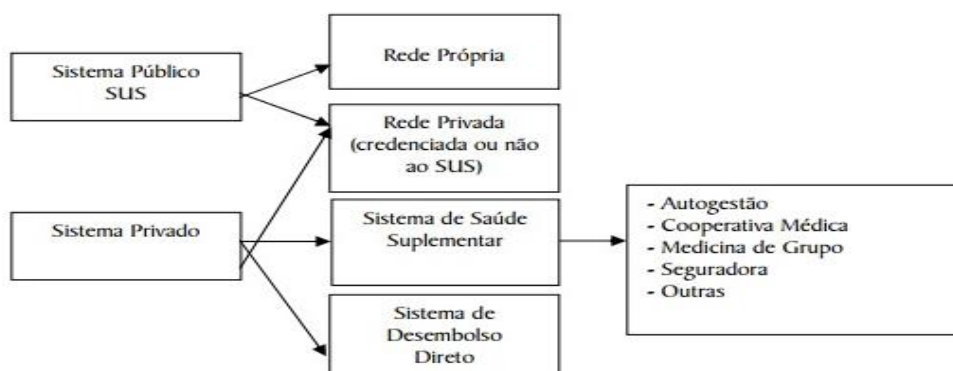 Sistema Público
SUS
Rede Própria
Rede Privada
(credenciada ou não
ao SUS)
Sistema Privado
Sistema de Saúde
Suplementar
- Autogestão
- Cooperativa Médica
- Medicina de Grupo
- Seguradora
- Outras
Sistema de
Desembolso
Direto